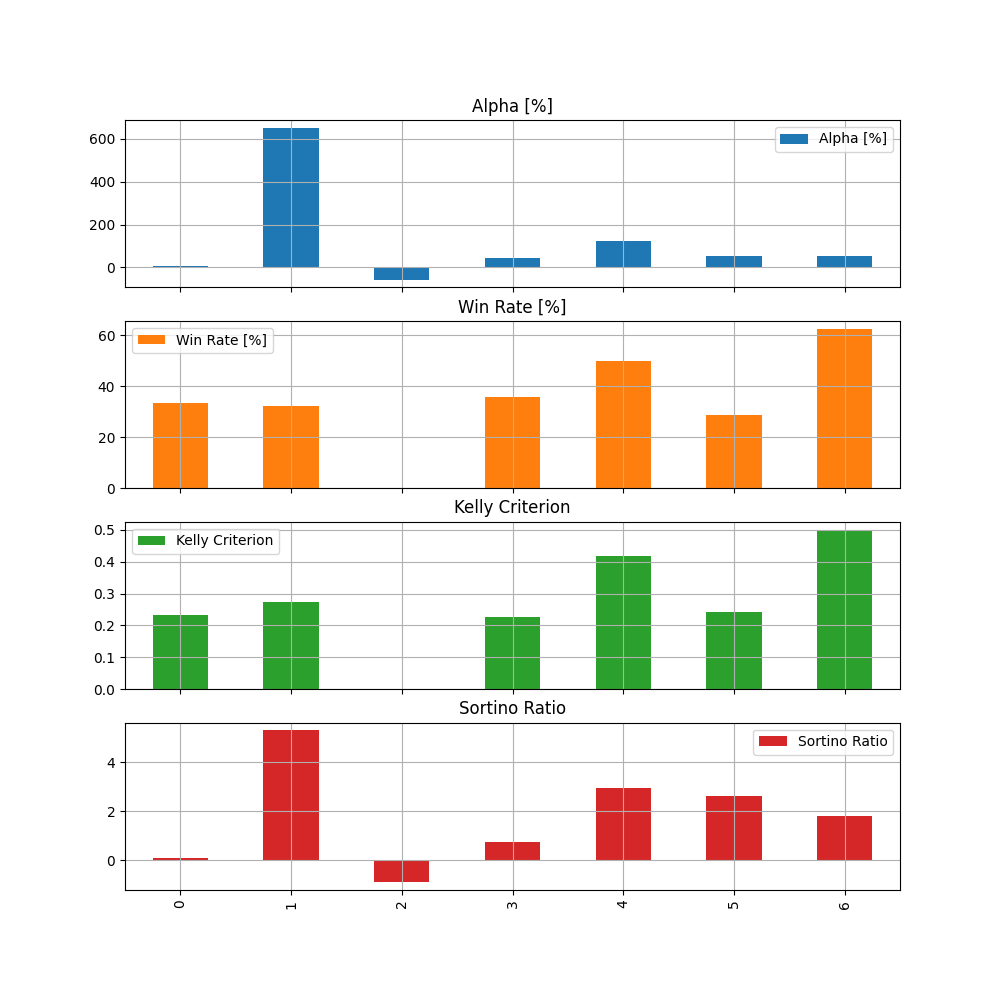 Alpha [%]
600
400
200
0
Alpha [%]
Win Rate [%]
60
40
20
0
Win Rate [%]
Kelly Criterion
0.5
0.4
0.3
0.2
0.1
0.0
Kelly Criterion
Sortino Ratio
4
2
0
Sortino Ratio
0 1 2 3 4 5 6